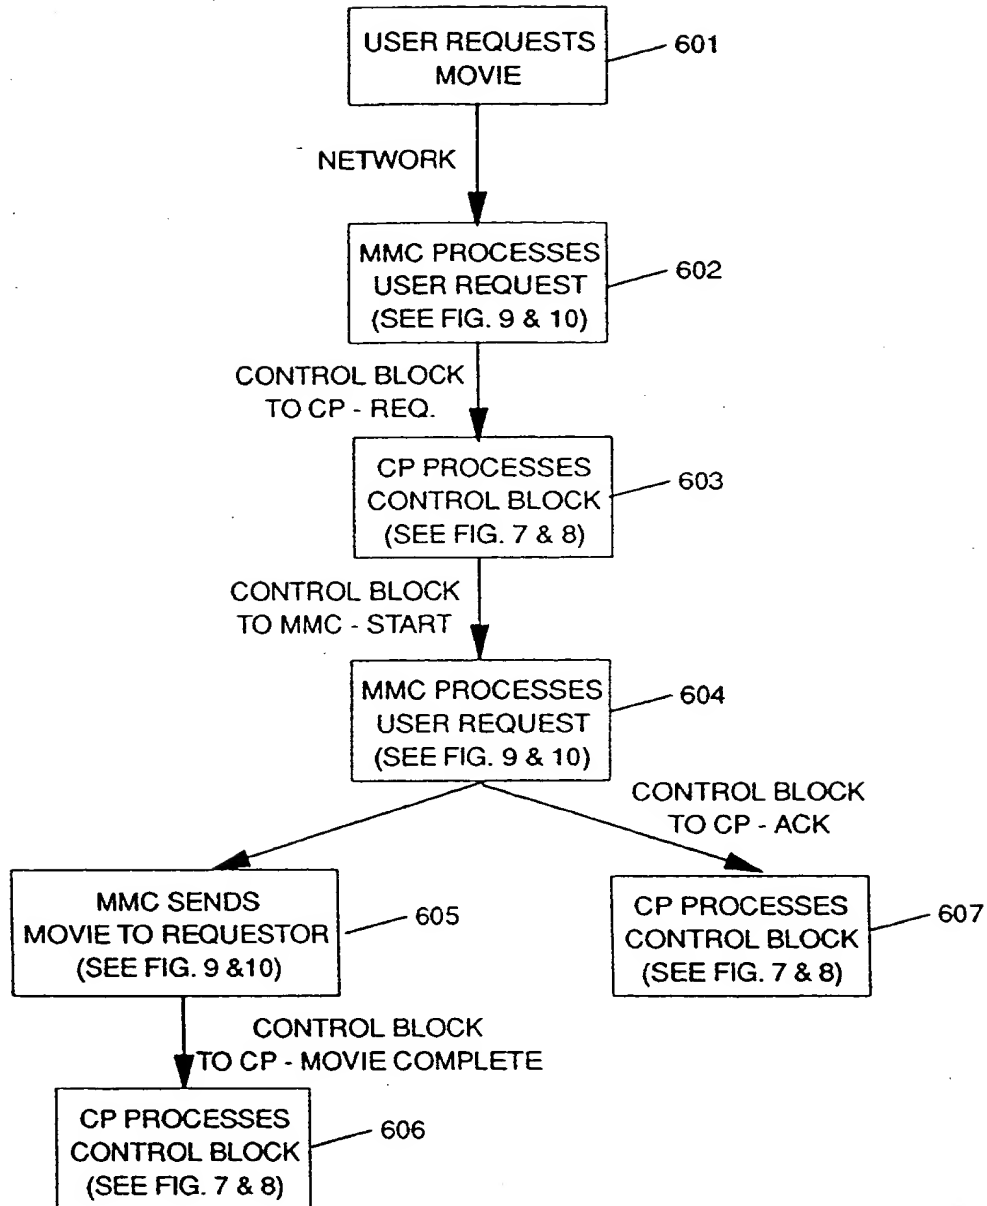 USER REQUESTS
MOVIE
601
NETWORK
MMC PROCESSES
USER REQUEST
(SEE FIG. 9 & 10)
602
CONTROL BLOCK
TO CP - REQ.
CP PROCESSES
CONTROL BLOCK
(SEE FIG. 7 & 8)
603
CONTROL BLOCK
TO MMC - START
MMC PROCESSES
USER REQUEST
(SEE FIG. 9 & 10)
604
CONTROL BLOCK
TO CP - ACK
MMC SENDS
MOVIE TO REQUESTOR
(SEE FIG. 9 &10)
605
CP PROCESSES
CONTROL BLOCK
(SEE FIG. 7 & 8)
607
CONTROL BLOCK
TO CP - MOVIE COMPLETE
CP PROCESSES
CONTROL BLOCK
(SEE FIG. 7 & 8)
606